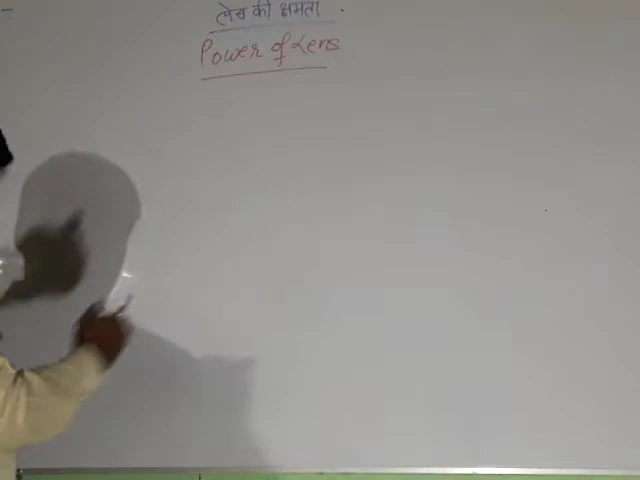 लेंस की क्षमता .
Power of Lens